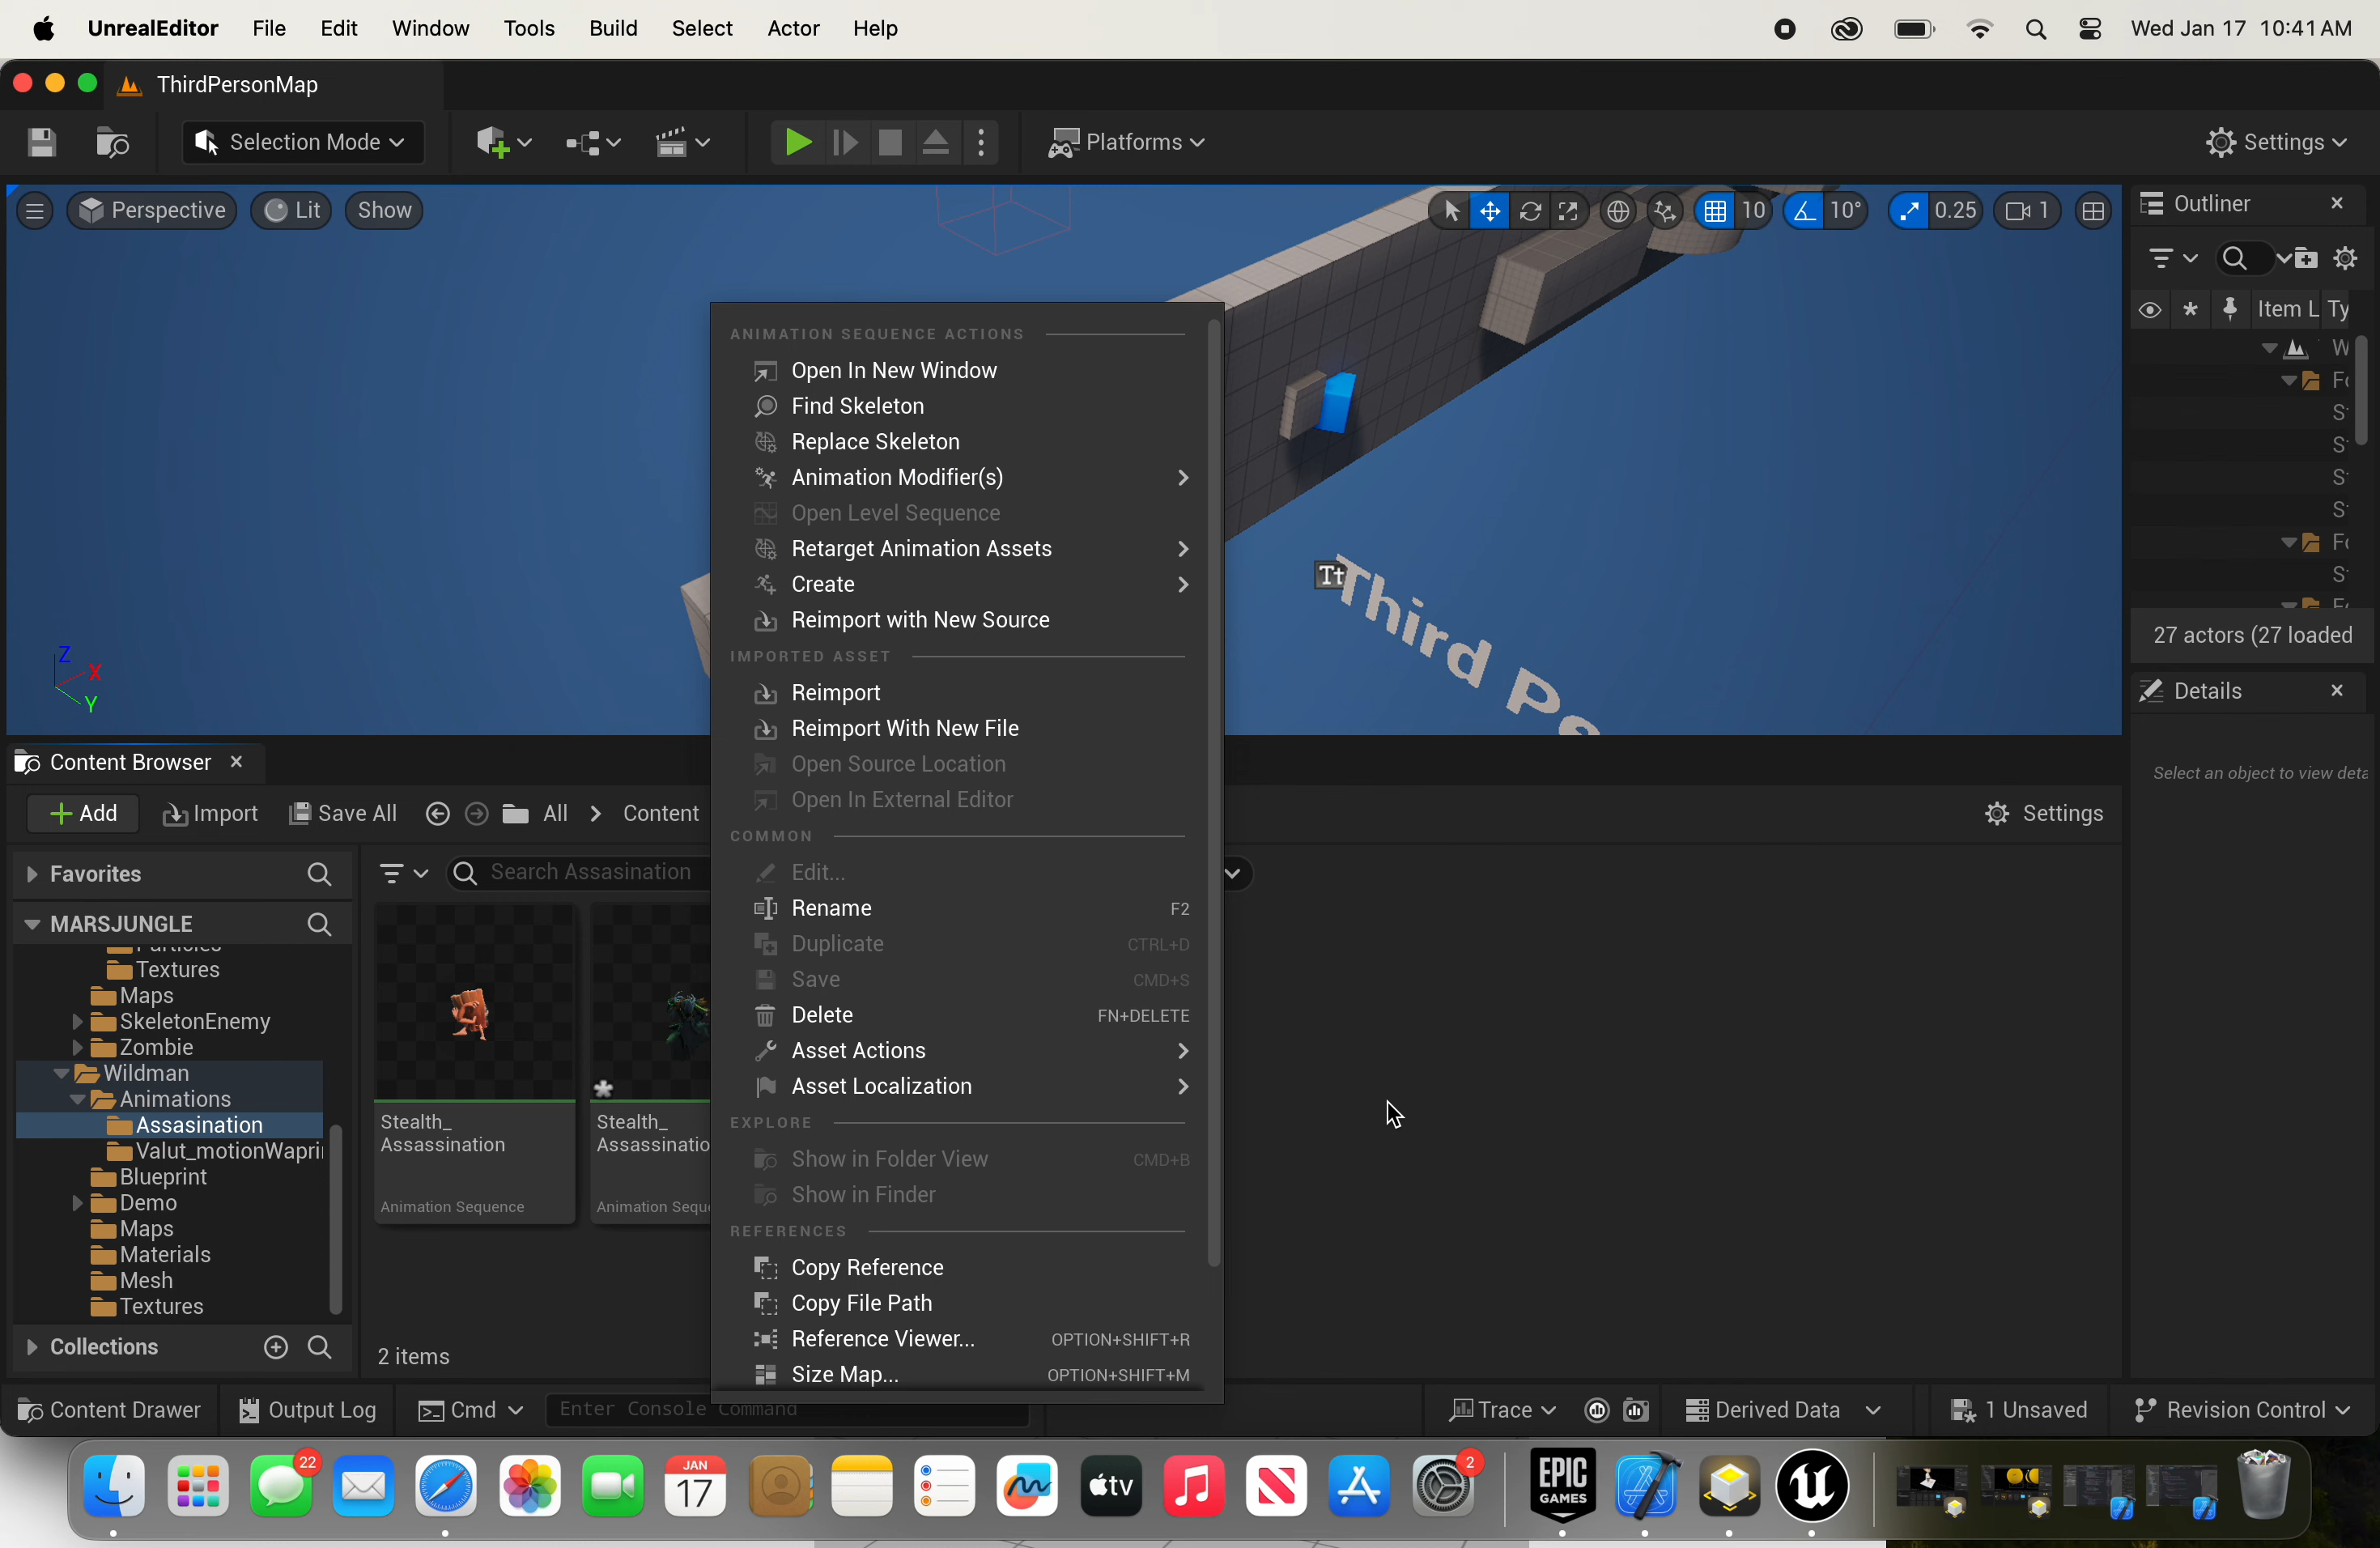 UnrealEditor File Edit Window Tools Build Select Actor Help Wed Jan 17 10:41 AM
ThirdPersonMap
Selection Mode Platforms Settings
Perspective Lit Show 10 10° 0.25 1
Outliner
Item L Ty
27 actors (27 loaded
Details
Select an object to view deta
Tt
Third Pe
Z
X
Y
ANIMATION SEQUENCE ACTIONS
Open In New Window
Find Skeleton
Replace Skeleton
Animation Modifier(s)
Open Level Sequence
Retarget Animation Assets
Create
Reimport with New Source
IMPORTED ASSET
Reimport
Reimport With New File
Open Source Location
Open In External Editor
COMMON
Edit...
Rename F2
Duplicate CTRL+D
Save CMD+S
Delete FN+DELETE
Asset Actions
Asset Localization
EXPLORE
Show in Folder View CMD+B
Show in Finder
REFERENCES
Copy Reference
Copy File Path
Reference Viewer... OPTION+SHIFT+R
Size Map... OPTION+SHIFT+M
Content Browser
Add Import Save All All Content Settings
Favorites
Search Assasination
MARSJUNGLE
Textures
Maps
SkeletonEnemy
Zombie
Wildman
Animations
Assasination
Valut_motionWapri
Blueprint
Demo
Maps
Materials
Mesh
Textures
Collections
Stealth_
Assassination
Animation Sequence
Stealth_
Assassinatio
Animation Sequ
2 items
Content Drawer Output Log Cmd Enter Console Command Trace Derived Data 1 Unsaved Revision Control
22
JAN
17
tv
2
EPIC
GAMES